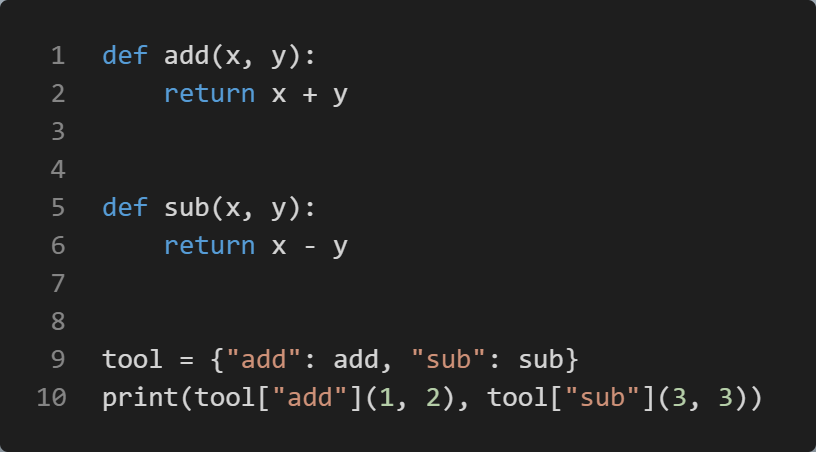 1 def add(x, y):
2     return x + y
3
4
5 def sub(x, y):
6     return x - y
7
8
9 tool = {"add": add, "sub": sub}
10 print(tool["add"](1, 2), tool["sub"](3, 3))